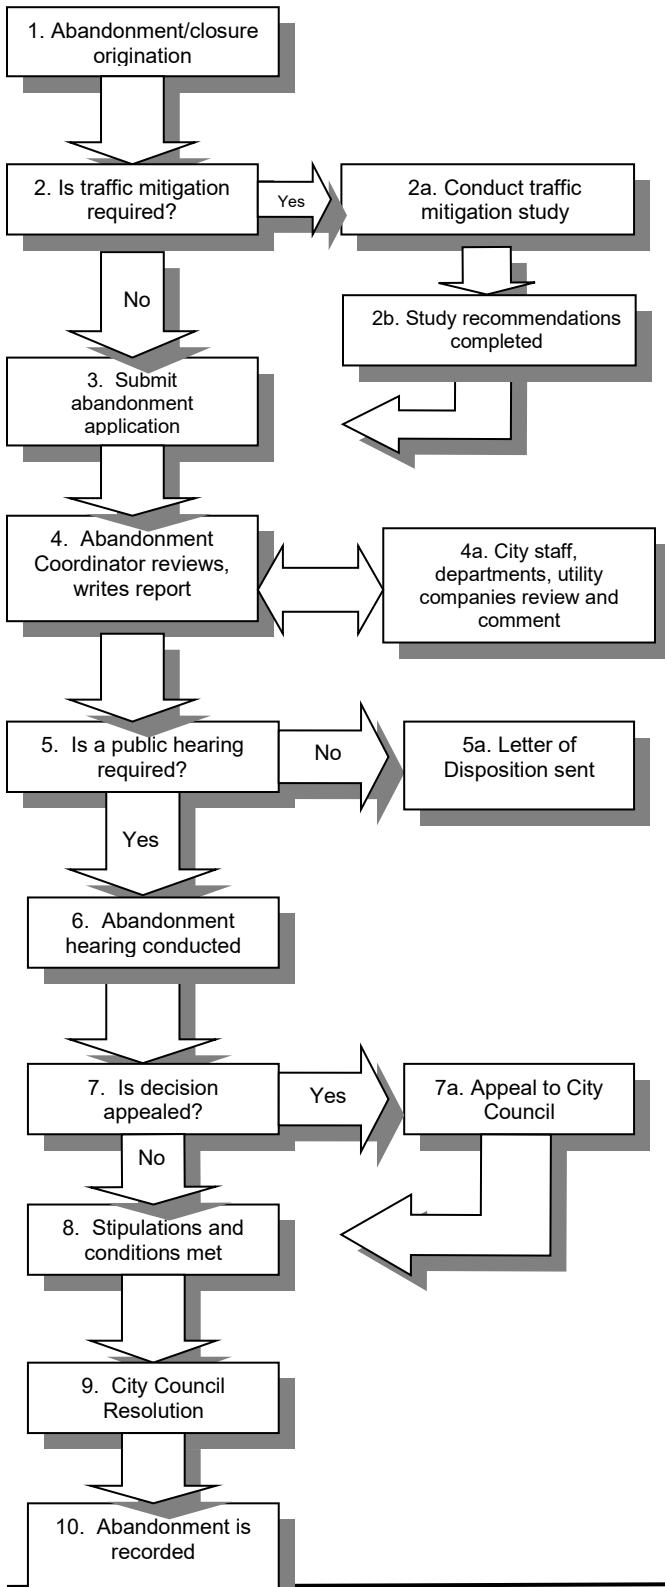 1. Abandonment/closure
origination
2. Is traffic mitigation
required?
Yes
2a. Conduct traffic
mitigation study
No
2b. Study recommendations
completed
3. Submit
abandonment
application
4. Abandonment
Coordinator reviews,
writes report
4a. City staff,
departments, utility
companies review and
comment
5. Is a public hearing
required?
No
5a. Letter of
Disposition sent
Yes
6. Abandonment
hearing conducted
7. Is decision
appealed?
Yes
7a. Appeal to City
Council
No
8. Stipulations and
conditions met
9. City Council
Resolution
10. Abandonment is
recorded